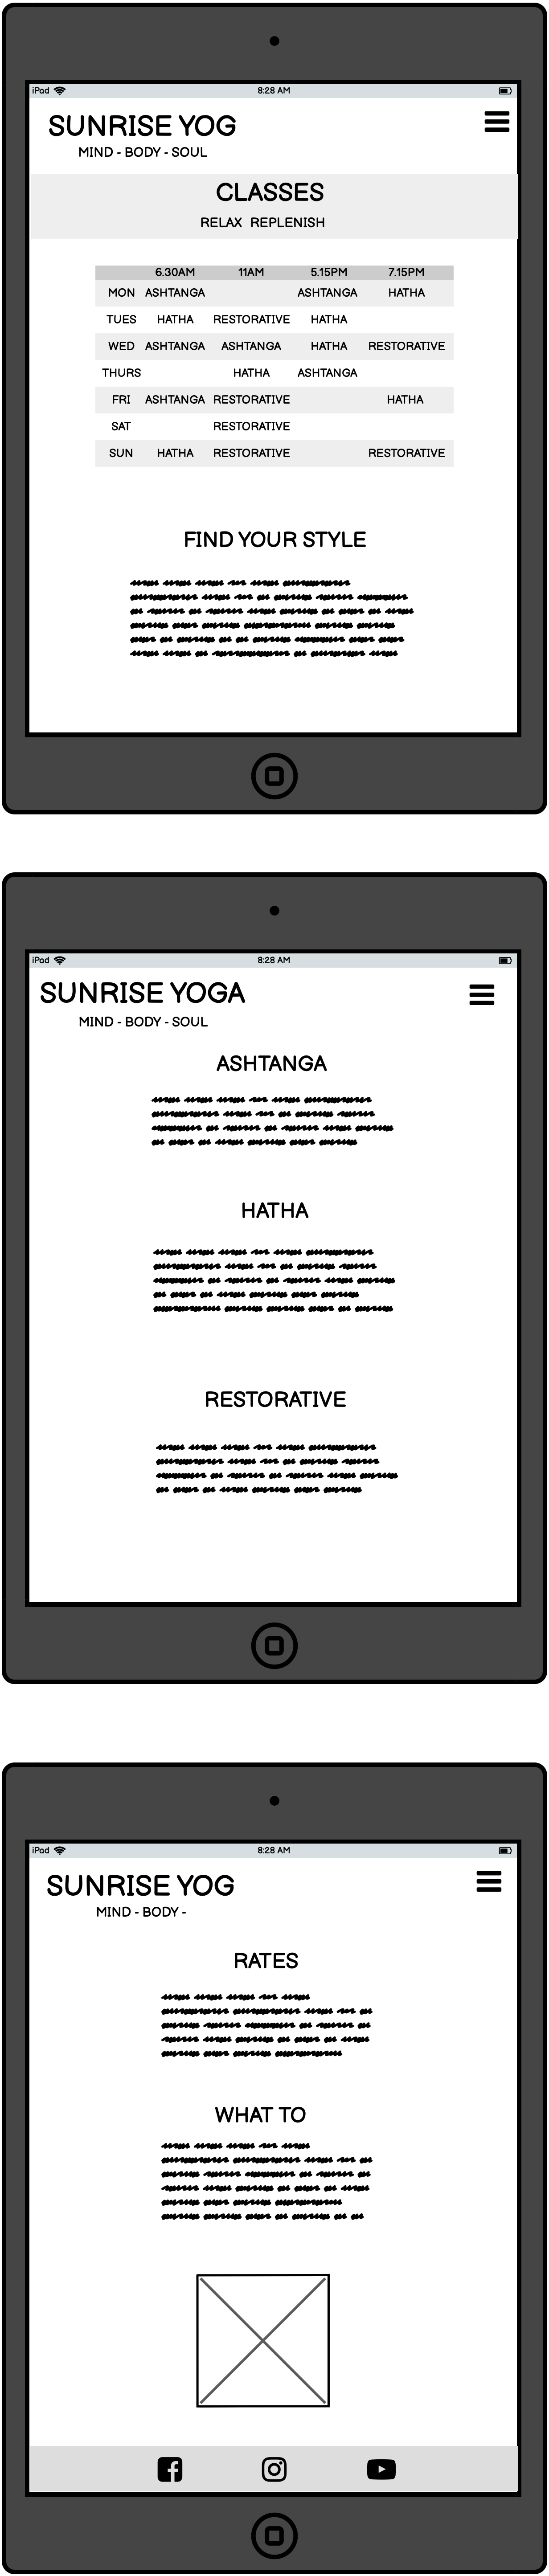 iPad 8:28 AM
SUNRISE YOG
MIND - BODY - SOUL
CLASSES
RELAX REPLENISH
6.30AM 11AM 5.15PM 7.15PM
MON ASHTANGA ASHTANGA HATHA
TUES HATHA RESTORATIVE HATHA
WED ASHTANGA ASHTANGA HATHA RESTORATIVE
THURS HATHA ASHTANGA
FRI ASHTANGA RESTORATIVE HATHA
SAT RESTORATIVE
SUN HATHA RESTORATIVE RESTORATIVE
FIND YOUR STYLE
iPad 8:28 AM
SUNRISE YOGA
MIND - BODY - SOUL
ASHTANGA
HATHA
RESTORATIVE
iPad 8:28 AM
SUNRISE YOG
MIND - BODY -
RATES
WHAT TO